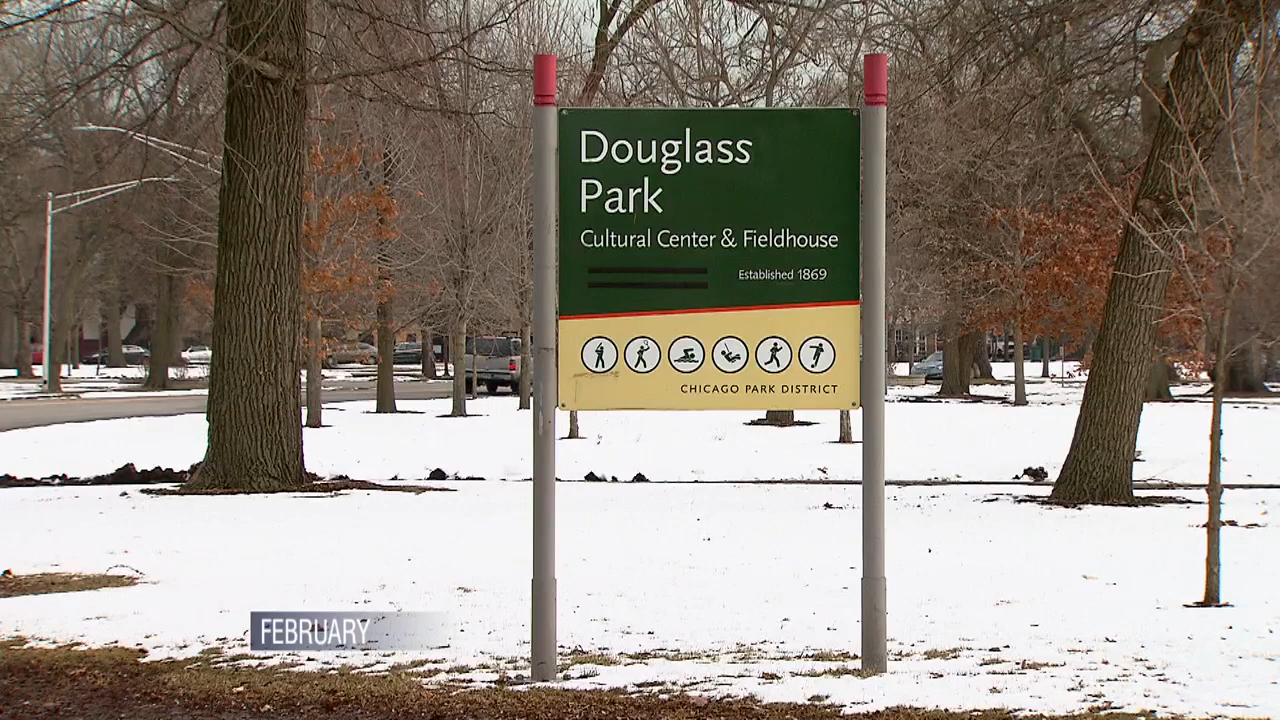 Douglass
Park
Cultural Center & Fieldhouse
Established 1869
CHICAGO PARK DISTRICT
FEBRUARY